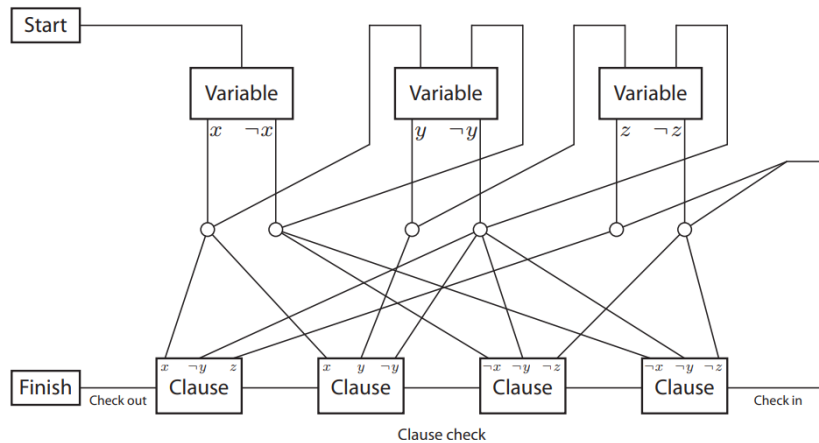 Start
Variable
Variable
Variable
x ¬x
y ¬y
z ¬z
x ¬y z
x y ¬y
¬x ¬y ¬z
¬x ¬y ¬z
Finish
Clause
Clause
Clause
Clause
Check out
Check in
Clause check